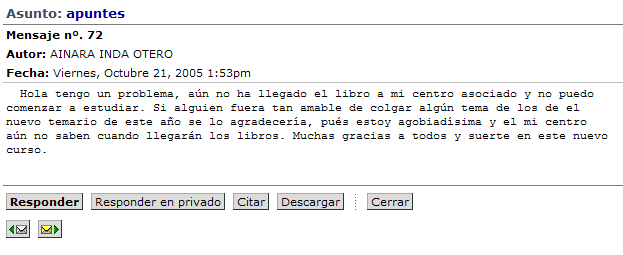 Asunto: apuntes
Mensaje nº. 72
Autor: AINARA INDA OTERO
Fecha: Viernes, Octubre 21, 2005 1:53pm
Hola tengo un problema, aún no ha llegado el libro a mi centro asociado y no puedo
comenzar a estudiar. Si alguien fuera tan amable de colgar algún tema de los de el
nuevo temario de este año se lo agradecería, pués estoy agobiadísima y el mi centro
aún no saben cuando llegarán los libros. Muchas gracias a todos y suerte en este nuevo
curso.
Responder Responder en privado Citar Descargar Cerrar